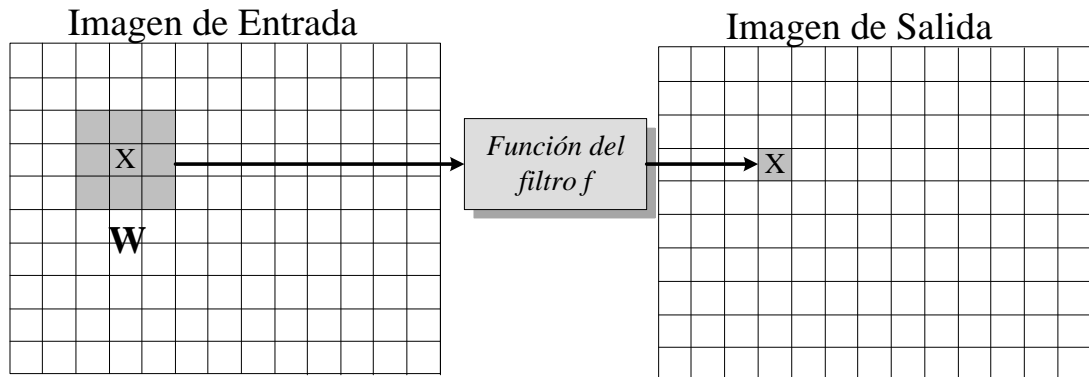 Imagen de Entrada
Imagen de Salida
X
Función del
filtro f
X
W